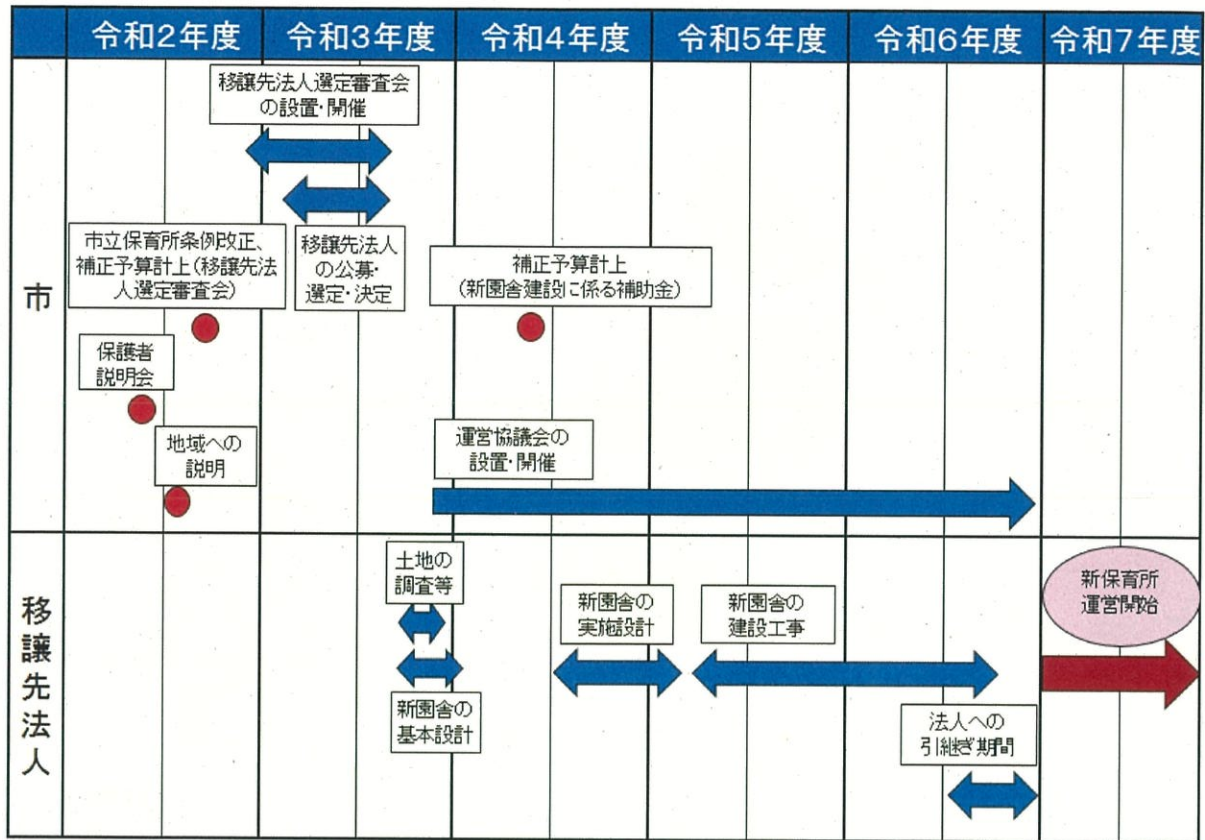 令和2年度 令和3年度 令和4年度 令和5年度 令和6年度 令和7年度
市
移譲先法人選定審査会
の設置・開催
市立保育所条例改正、
補正予算計上(移譲先法
人選定審査会)
移譲先法人
の公募・
選定・決定
補正予算計上
(新園舎建設に係る補助金)
保護者
説明会
地域への
説明
運営協議会の
設置・開催
移譲先法人
土地の
調査等
新園舎の
基本設計
新園舎の
実施設計
新園舎の
建設工事
法人への
引継ぎ期間
新保育所
運営開始